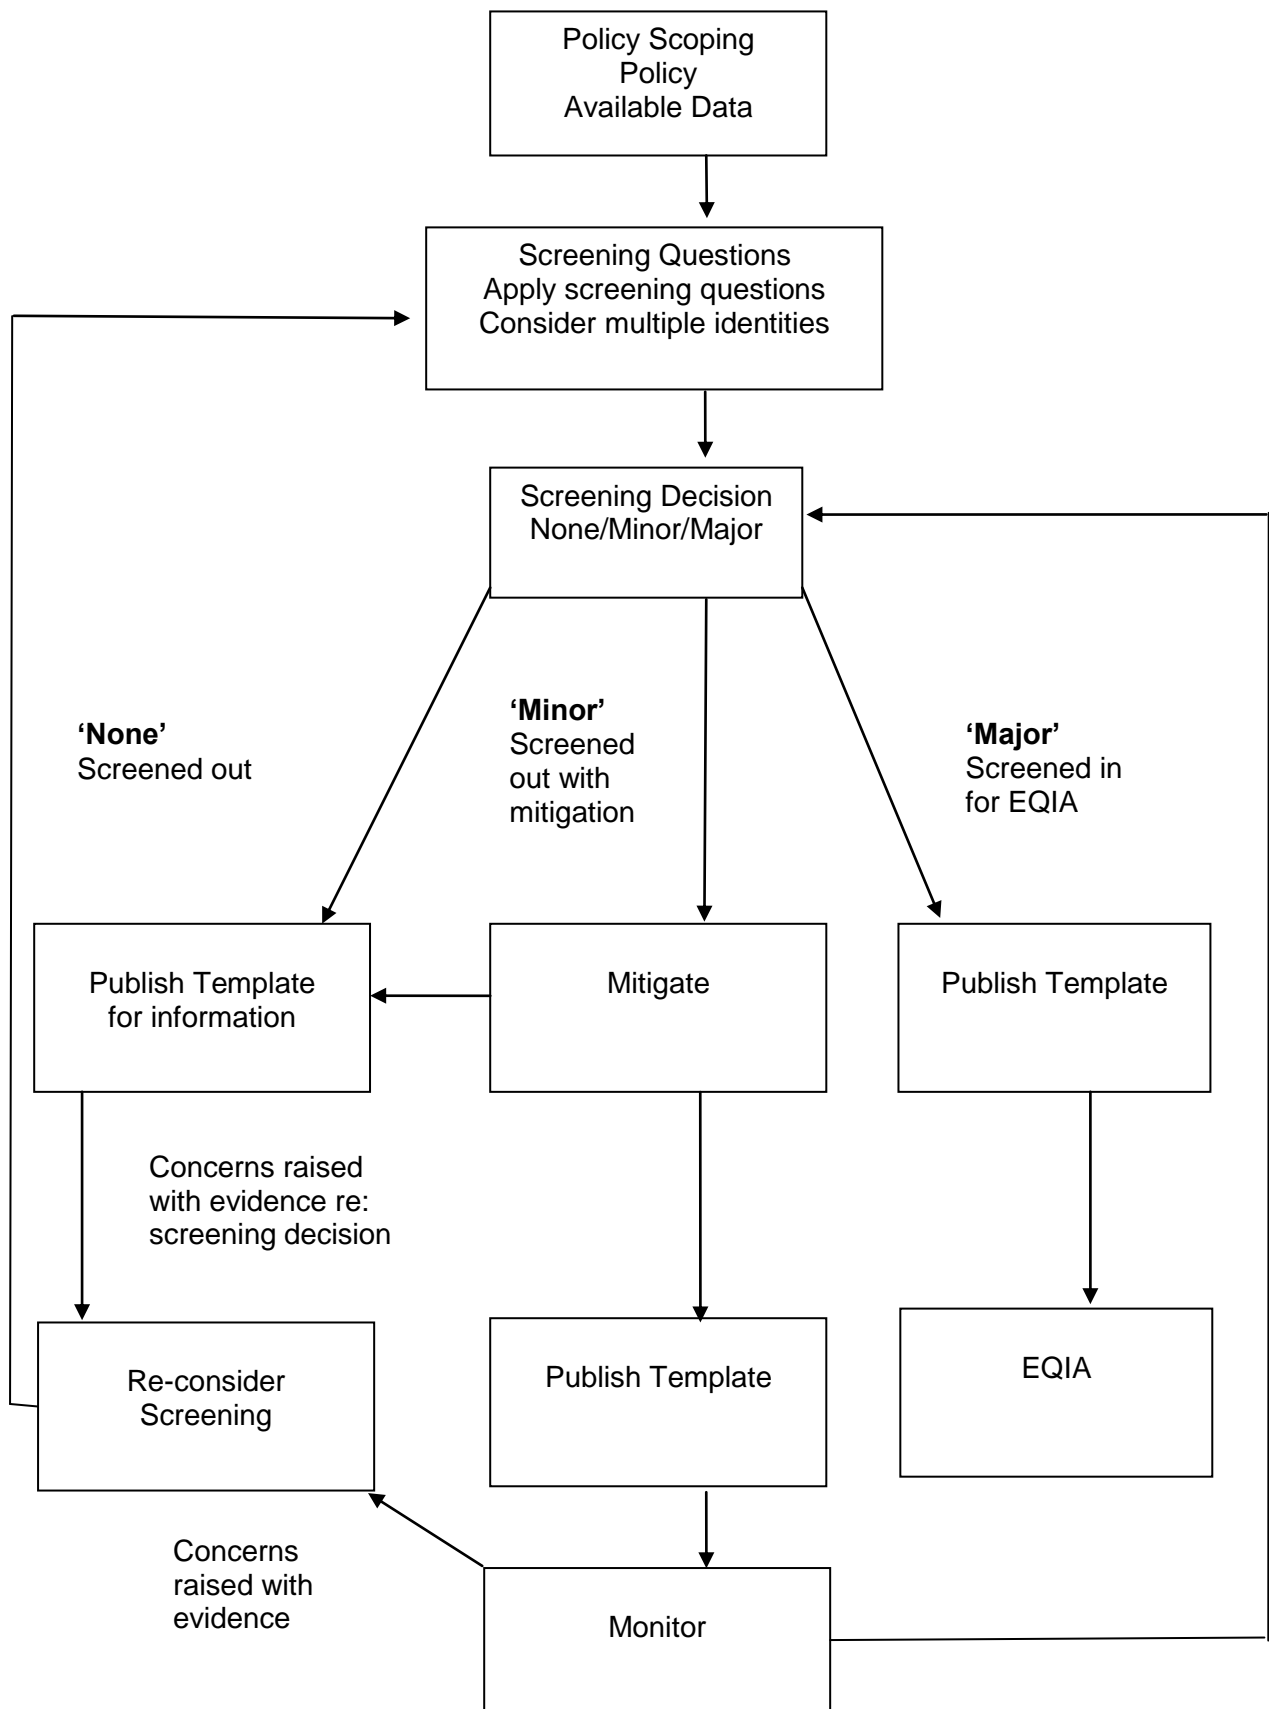 Policy Scoping
Policy
Available Data
Screening Questions
Apply screening questions
Consider multiple identities
Screening Decision
None/Minor/Major
‘None’
Screened out
‘Minor’
Screened
out with
mitigation
‘Major’
Screened in
for EQIA
Publish Template
for information
Mitigate
Publish Template
Concerns raised
with evidence re:
screening decision
Re-consider
Screening
Publish Template
EQIA
Concerns
raised with
evidence
Monitor